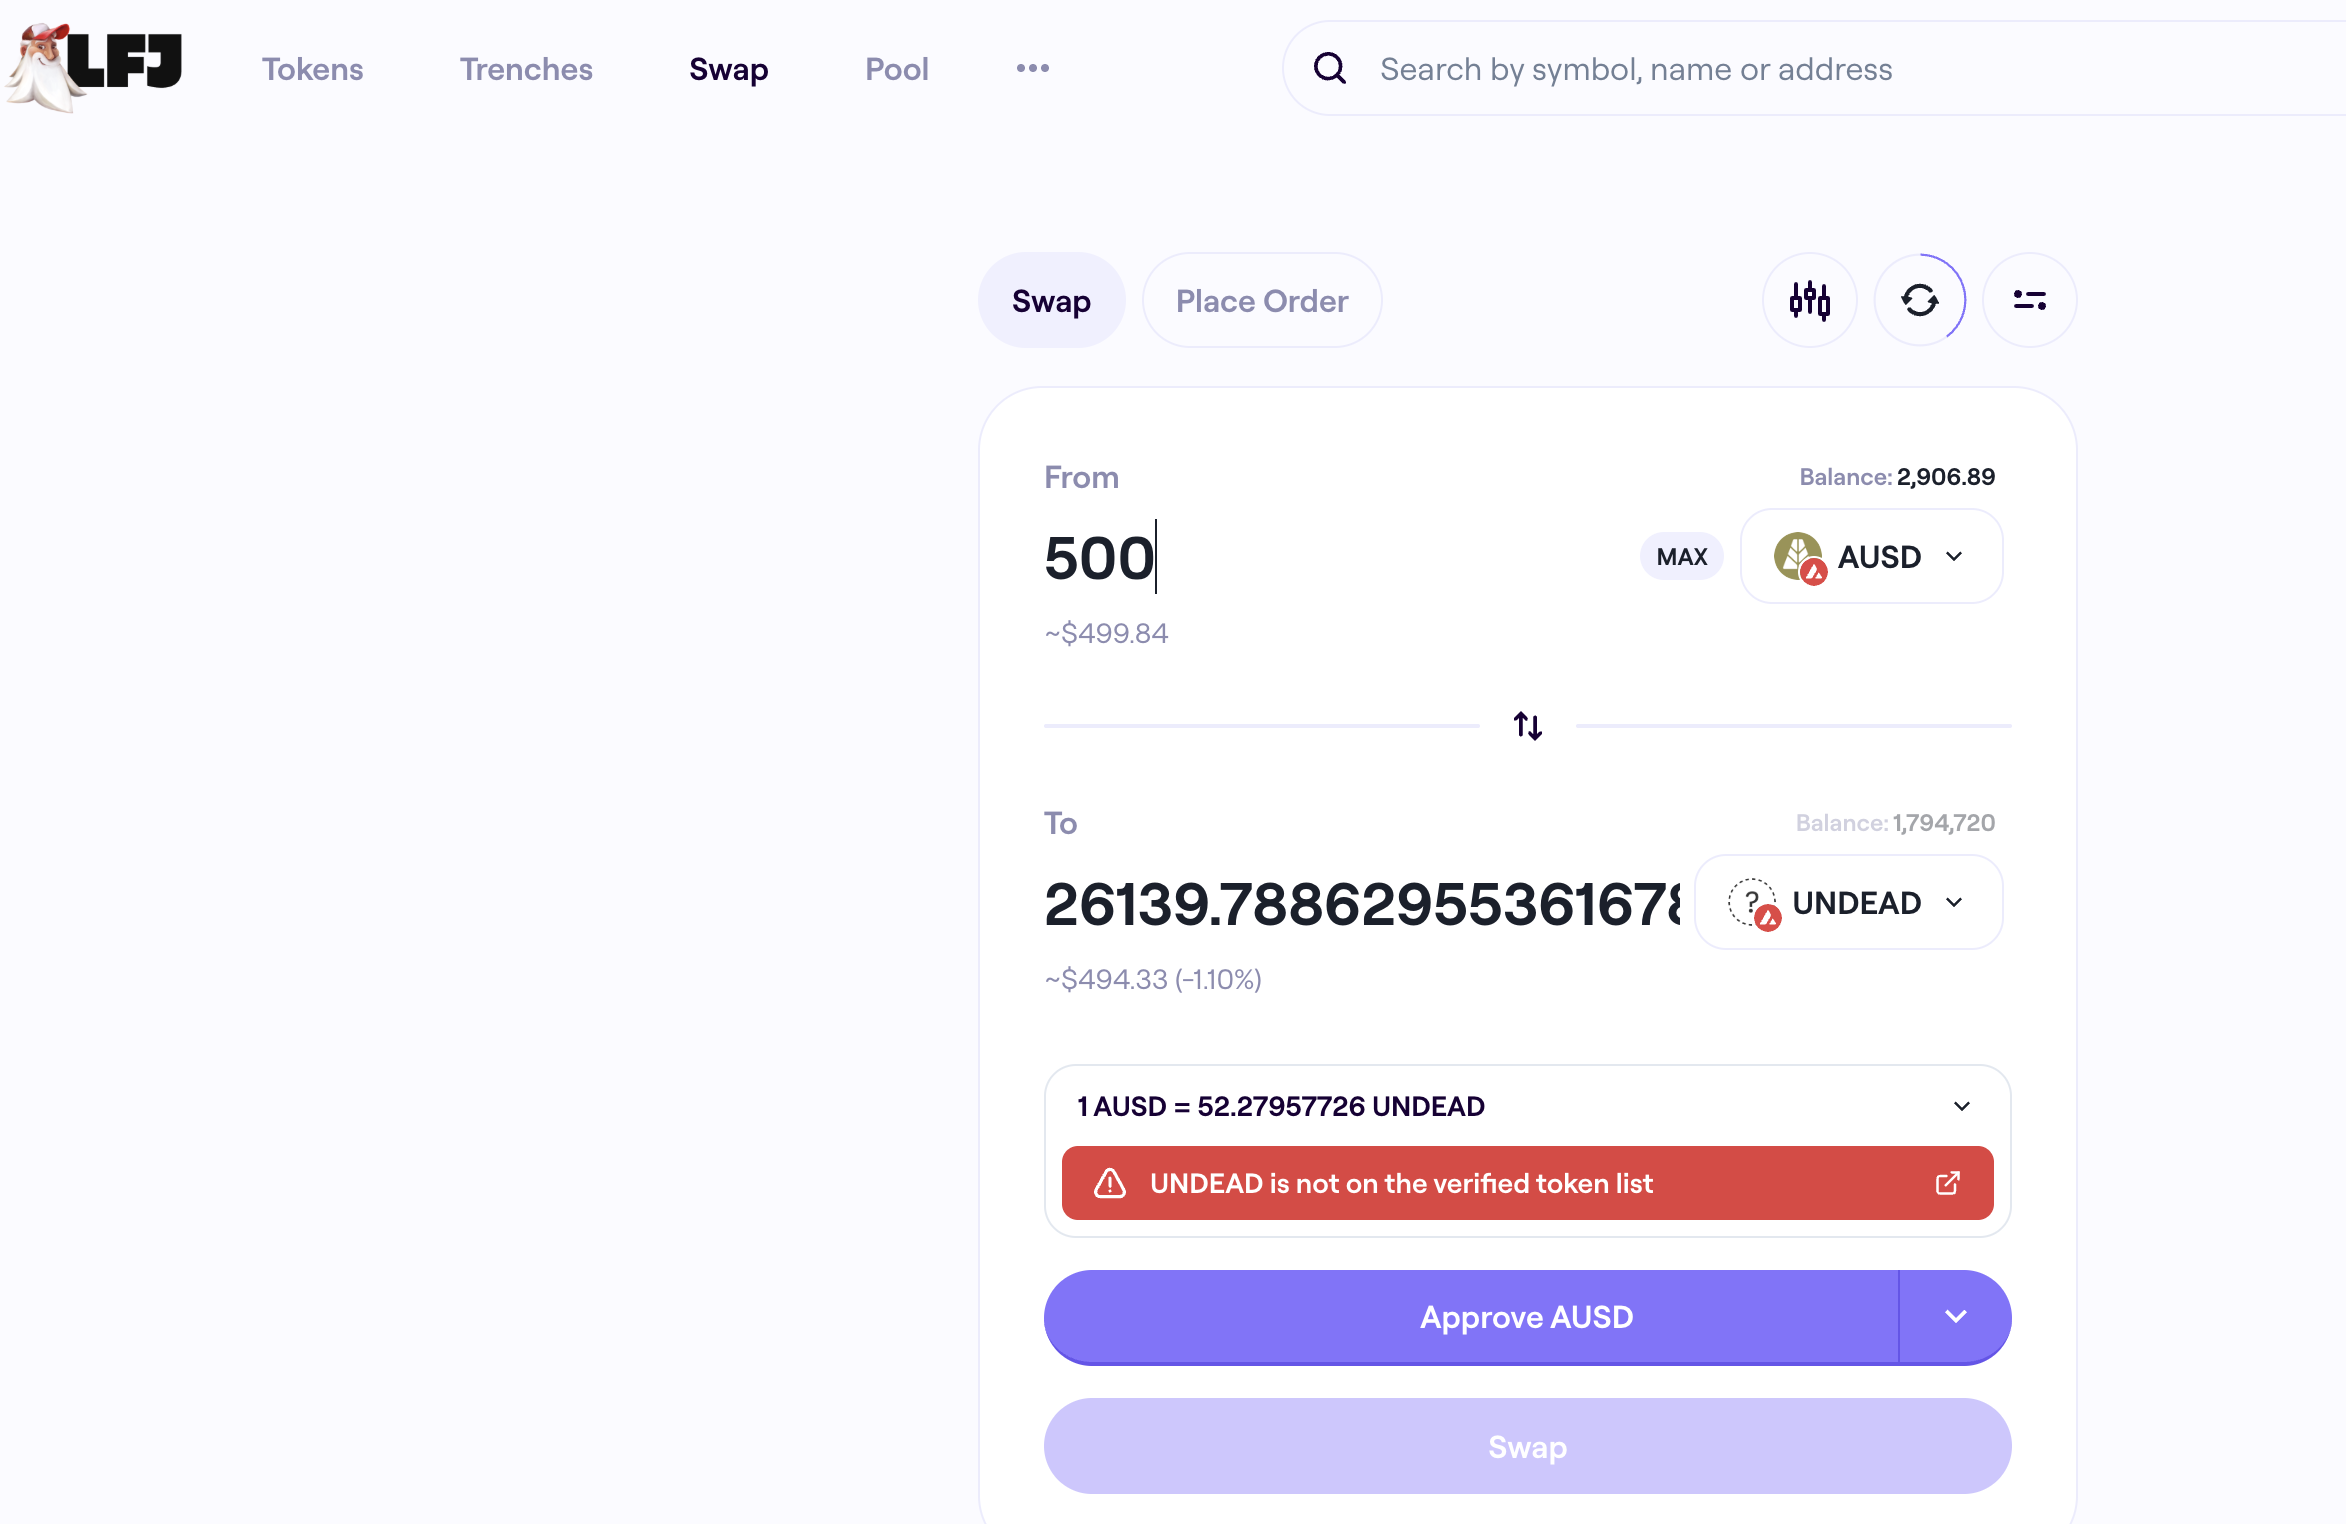 LFJ
Tokens Trenches Swap Pool
Search by symbol, name or address
Swap Place Order
From Balance: 2,906.89
500 MAX AUSD
~$499.84
To Balance: 1,794,720
26139.7886295536167 ? UNDEAD
~$494.33 (-1.10%)
1 AUSD = 52.27957726 UNDEAD
UNDEAD is not on the verified token list
Approve AUSD
Swap